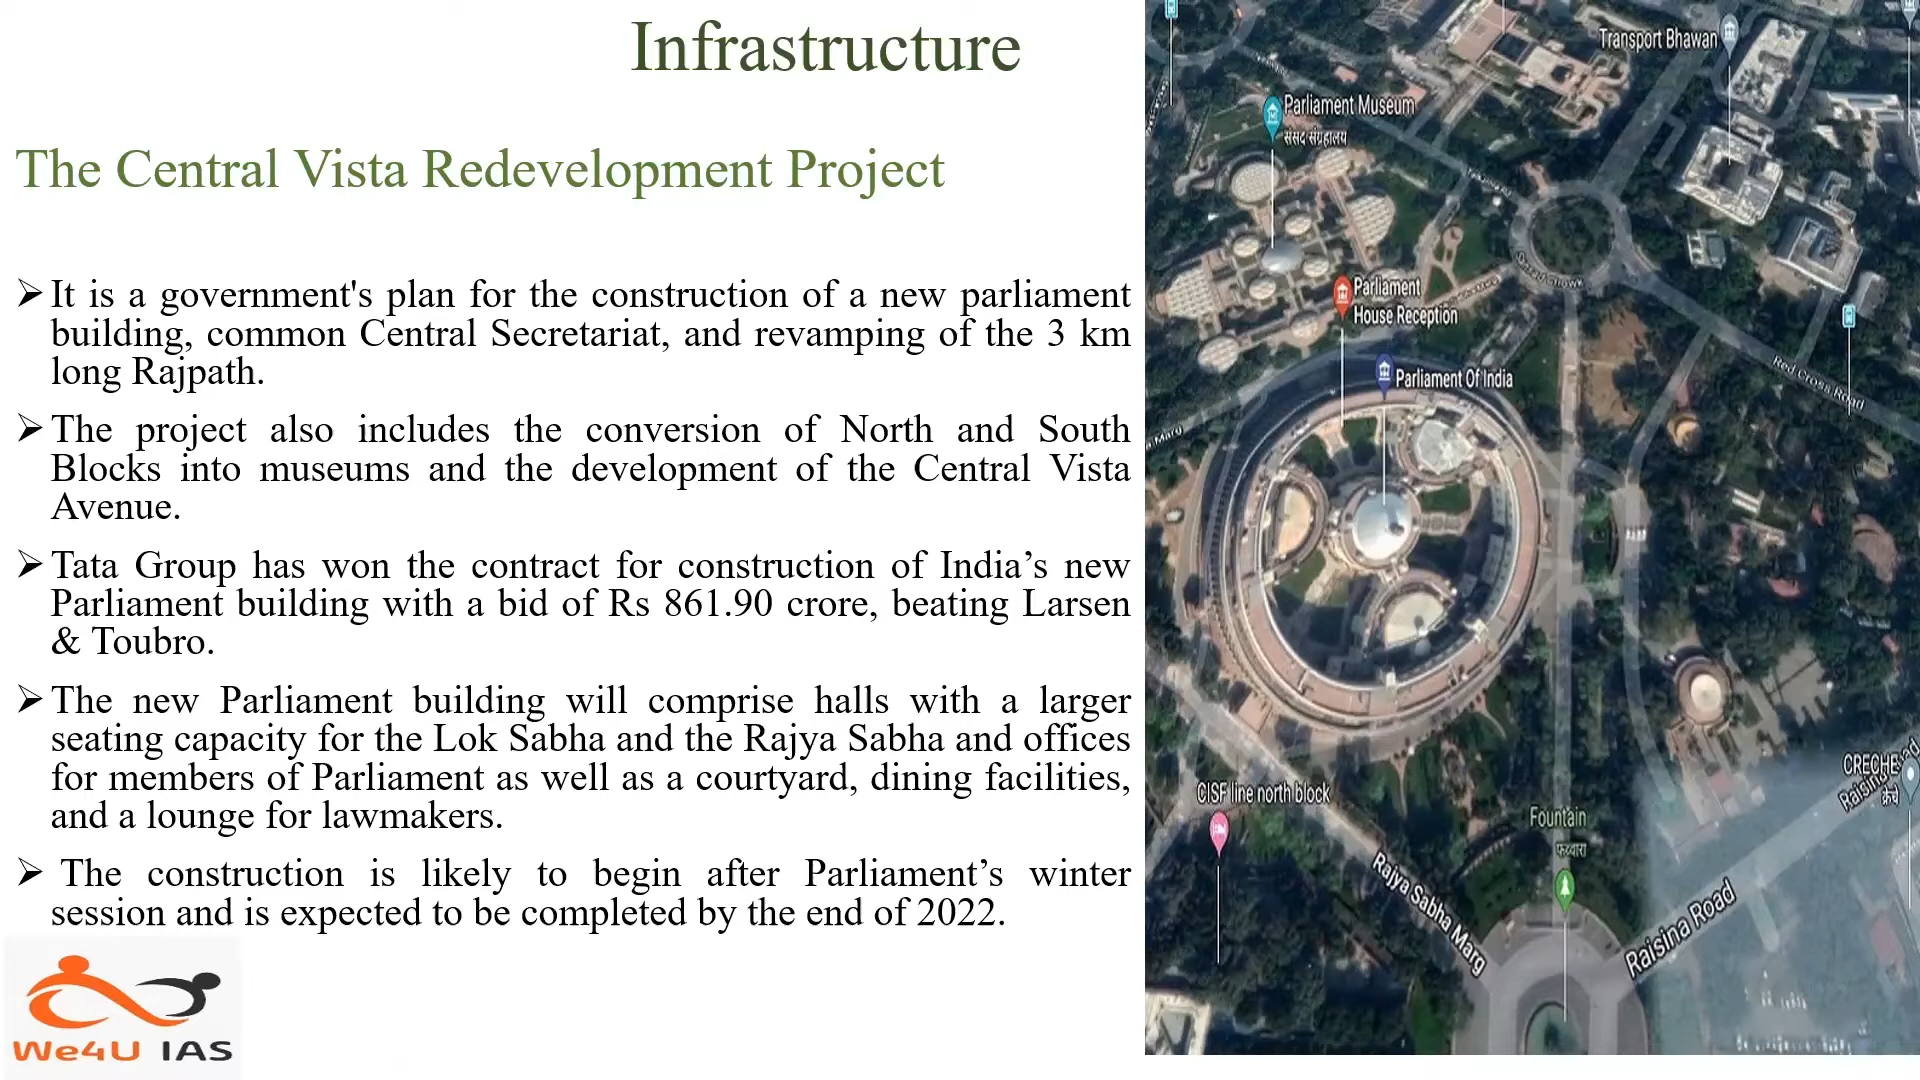 Infrastructure
The Central Vista Redevelopment Project
➢ It is a government's plan for the construction of a new parliament
building, common Central Secretariat, and revamping of the 3 km
long Rajpath.
➢ The project also includes the conversion of North and South
Blocks into museums and the development of the Central Vista
Avenue.
➢ Tata Group has won the contract for construction of India’s new
Parliament building with a bid of Rs 861.90 crore, beating Larsen
& Toubro.
➢ The new Parliament building will comprise halls with a larger
seating capacity for the Lok Sabha and the Rajya Sabha and offices
for members of Parliament as well as a courtyard, dining facilities,
and a lounge for lawmakers.
➢ The construction is likely to begin after Parliament’s winter
session and is expected to be completed by the end of 2022.
We4U IAS
Transport Bhawan
Parliament Museum
संसद संग्रहालय
Parliament
House Reception
Parliament Of India
Red Cross Road
Marg
CISF line north block
CRECHE
क्रेचे
Fountain
फव्वारा
Rajya Sabha Marg
Raisina Road